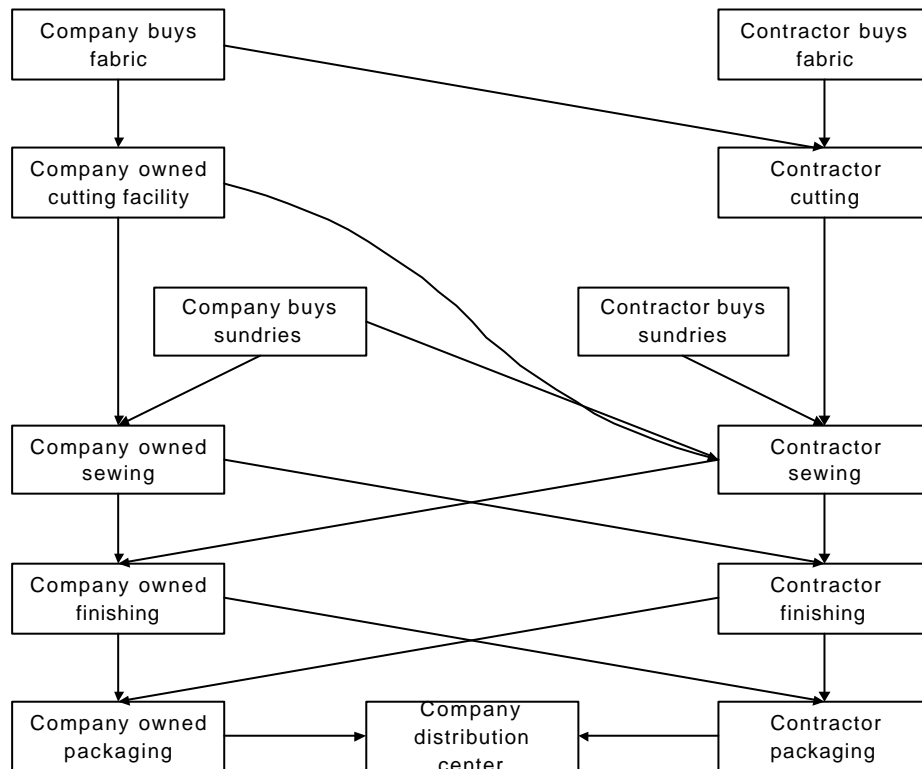 Company buys
fabric
Contractor buys
fabric
Company owned
cutting facility
Contractor
cutting
Company buys
sundries
Contractor buys
sundries
Company owned
sewing
Contractor
sewing
Company owned
finishing
Contractor
finishing
Company owned
packaging
Company
distribution
center
Contractor
packaging